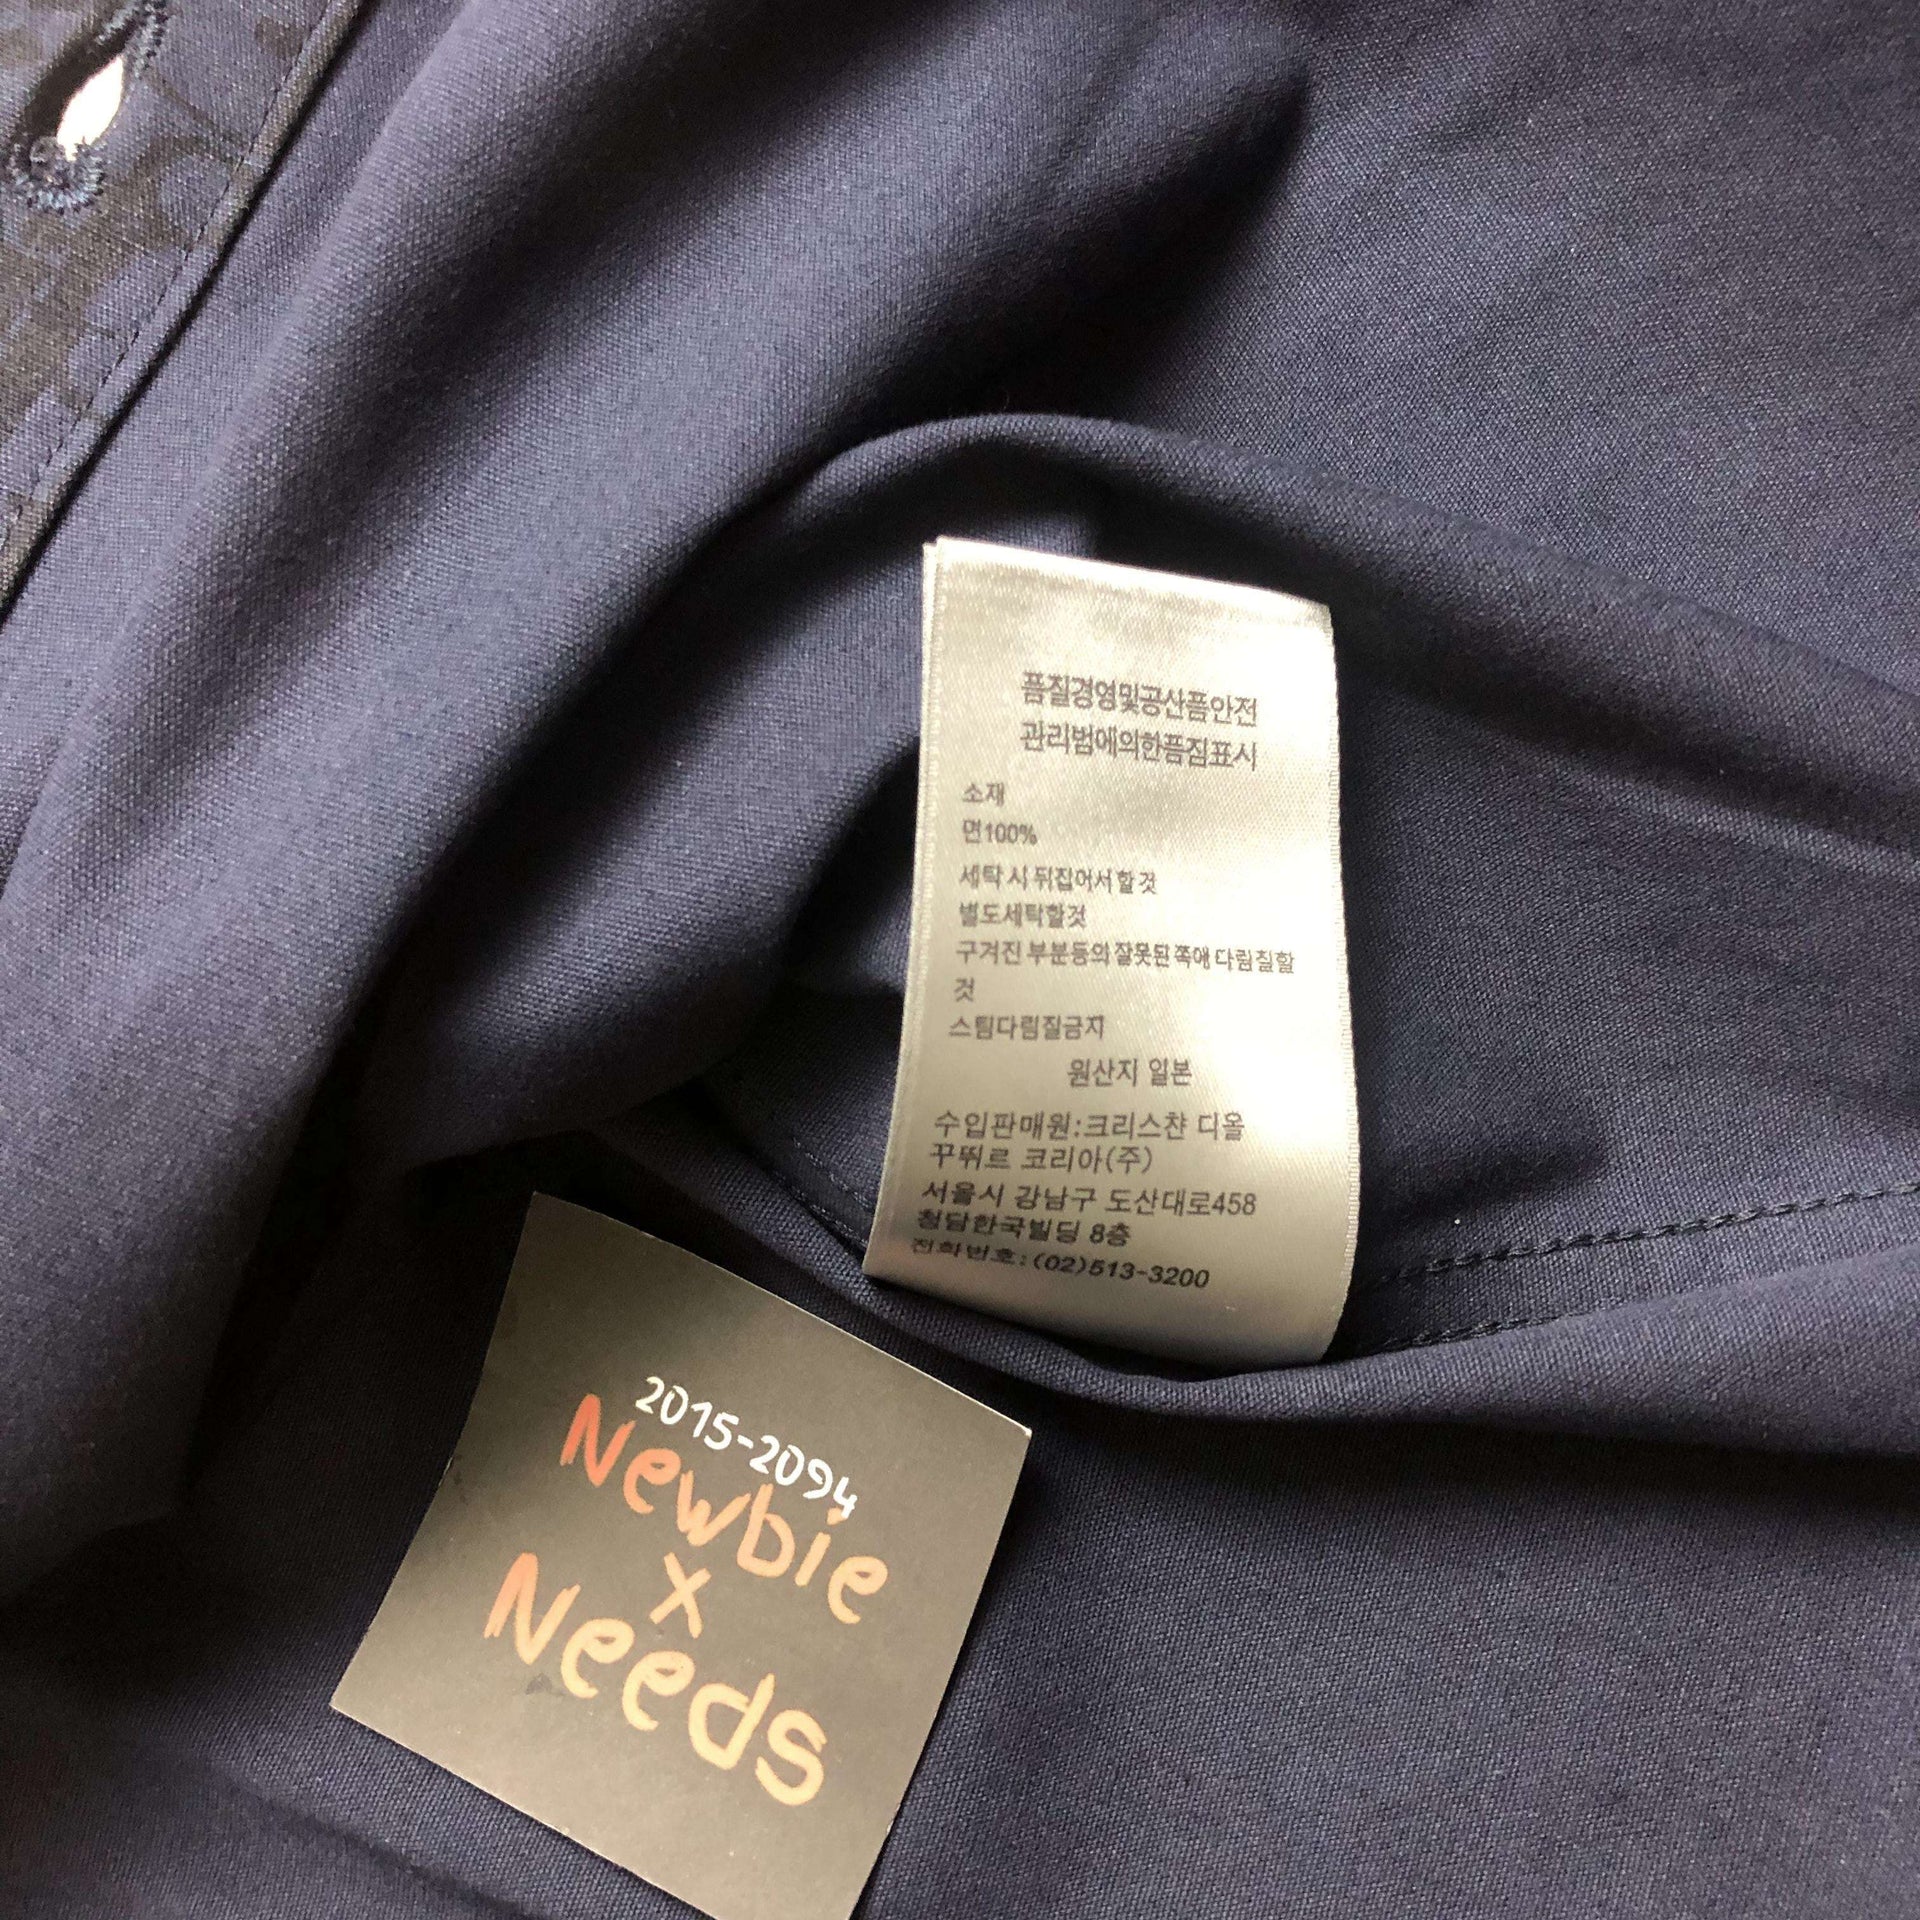 품질경영및공산품안전
관리법에의한품짐표시
소재
면100%
세탁 시 뒤집어서 할 것
별도세탁할것
구겨진 부분등의 잘못된 쪽에 다림질할
것
스팀다림질금지
원산지 일본
수입판매원:크리스챤 디올
꾸뛰르 코리아(주)
서울시 강남구 도산대로458
청담한국빌딩 8층
전화번호:(02)513-3200
2015-2094
Newbie
x
Needs